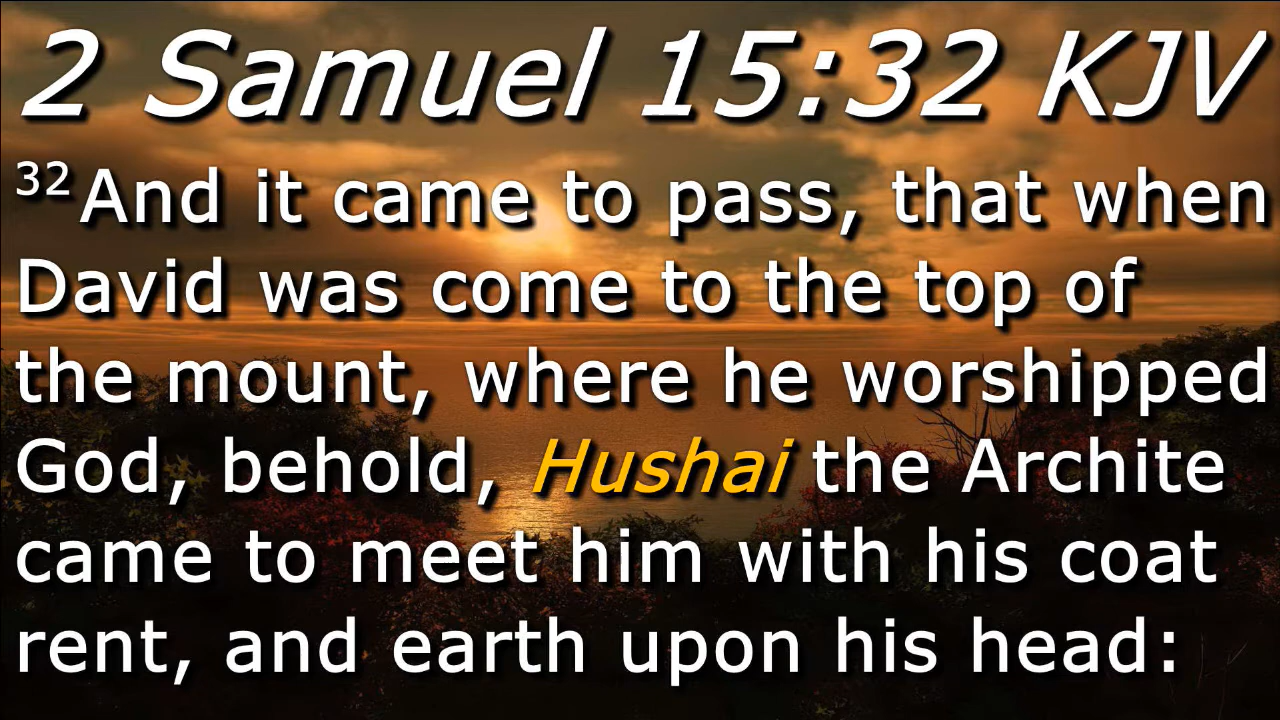 2 Samuel 15:32 KJV
32And it came to pass, that when
David was come to the top of
the mount, where he worshipped
God, behold, Hushai the Archite
came to meet him with his coat
rent, and earth upon his head: